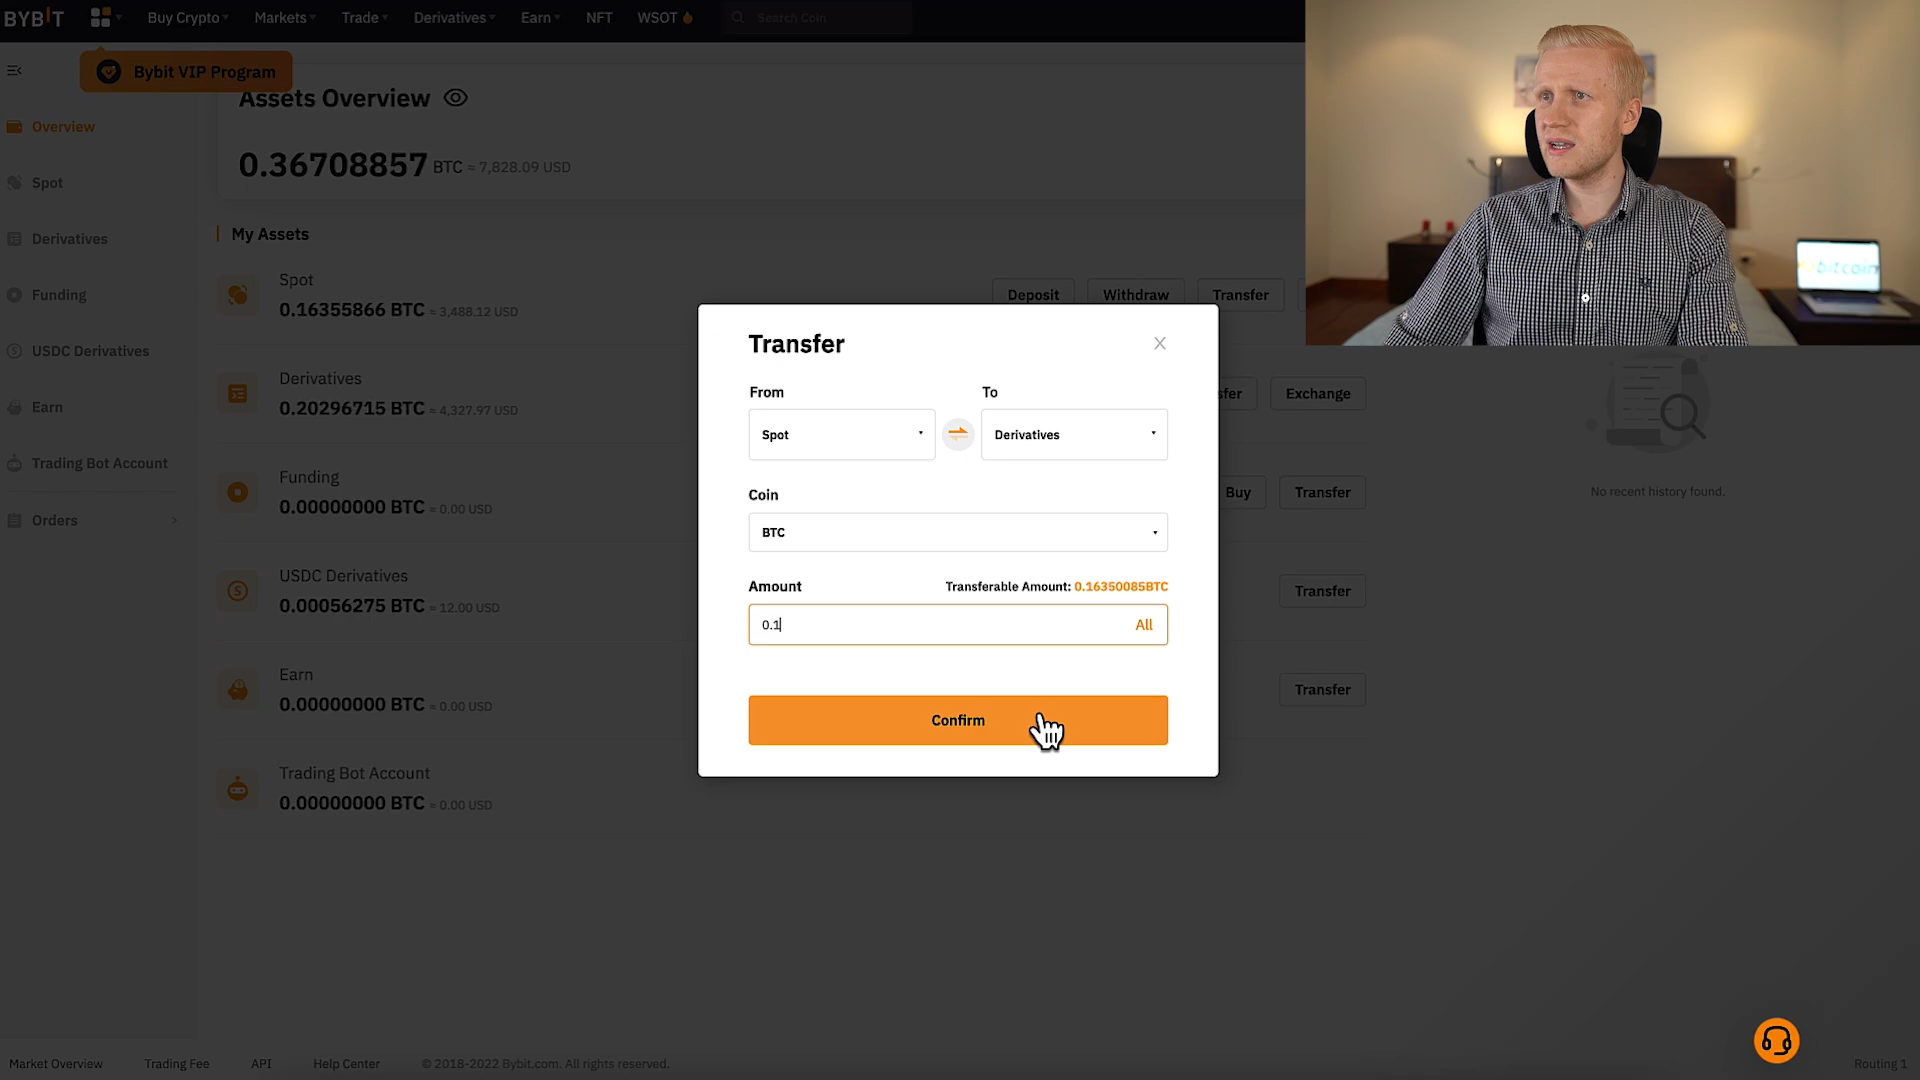 BYBIT
Buy Crypto
Markets
Trade
Derivatives
Earn
NFT
WSOT
Search Coin
Bybit VIP Program
Assets Overview
0.36708857 BTC ≈ 7,828.09 USD
Overview
Spot
Derivatives
Funding
USDC Derivatives
Earn
Trading Bot Account
Orders
My Assets
Spot
0.16355866 BTC ≈ 3,488.12 USD
Deposit
Withdraw
Transfer
Derivatives
0.20296715 BTC ≈ 4,327.97 USD
sfer
Exchange
Funding
0.00000000 BTC ≈ 0.00 USD
Buy
Transfer
USDC Derivatives
0.00056275 BTC ≈ 12.00 USD
Transfer
Earn
0.00000000 BTC ≈ 0.00 USD
Transfer
Trading Bot Account
0.00000000 BTC ≈ 0.00 USD
Transfer
From
To
Spot
Derivatives
Coin
BTC
Amount
Transferable Amount: 0.16350085BTC
0.1
All
Confirm
bitcoin
No recent history found.
Market Overview
Trading Fee
API
Help Center
© 2018-2022 Bybit.com. All rights reserved.
Routing 1